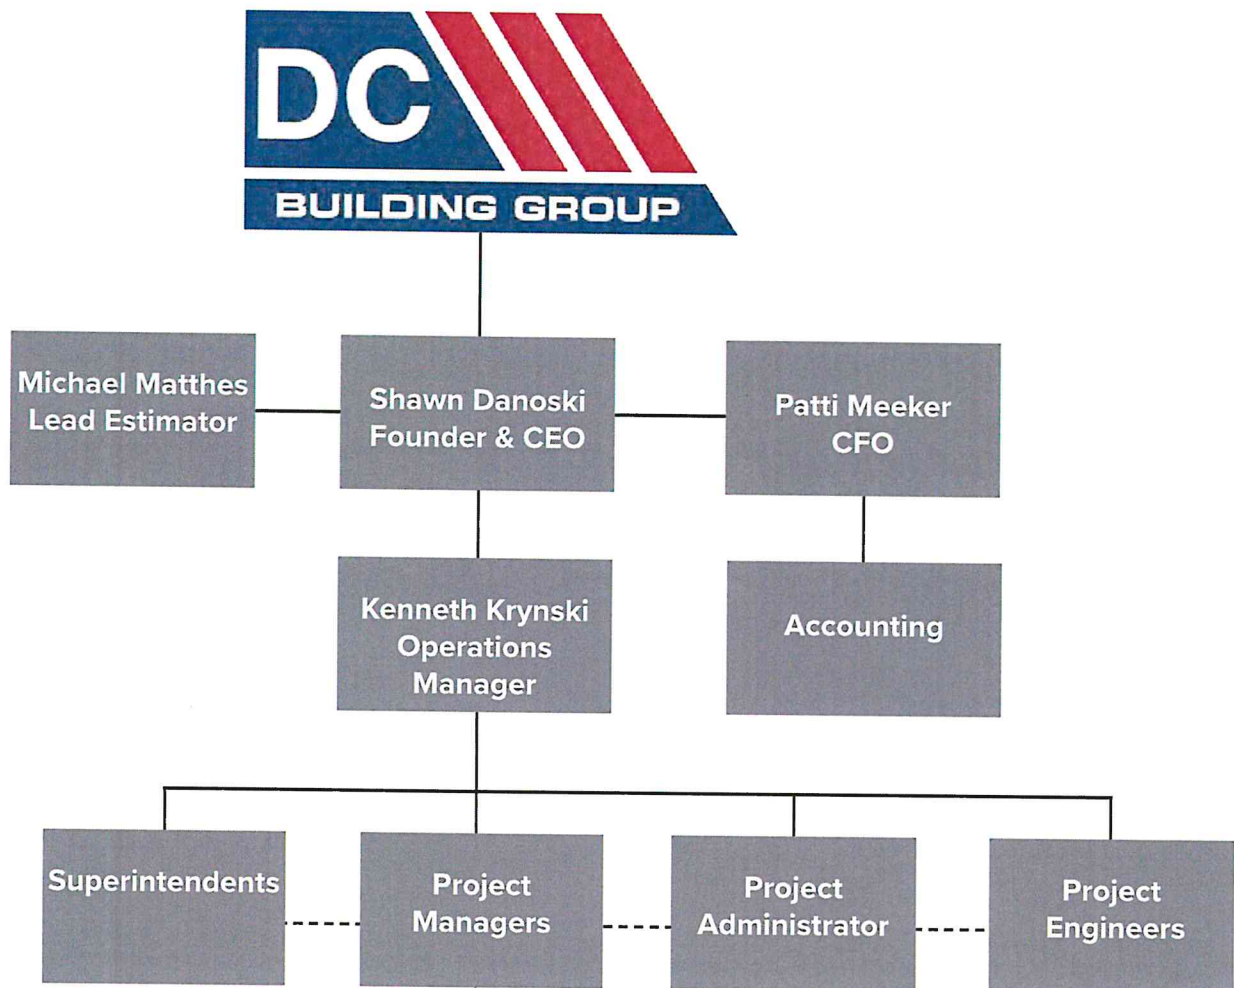 DC
BUILDING GROUP
Michael Matthes
Lead Estimator
Shawn Danoski
Founder & CEO
Patti Meeker
CFO
Kenneth Krynski
Operations
Manager
Accounting
Superintendents
Project
Managers
Project
Administrator
Project
Engineers